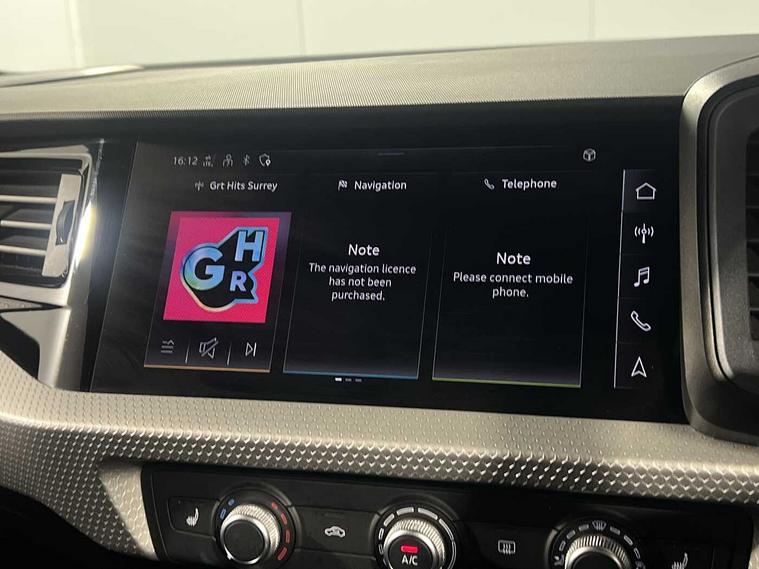 16:12 LTE
Grt Hits Surrey
Navigation
Telephone
GHR
Note
The navigation licence
has not been
purchased.
Note
Please connect mobile
phone.
A/C